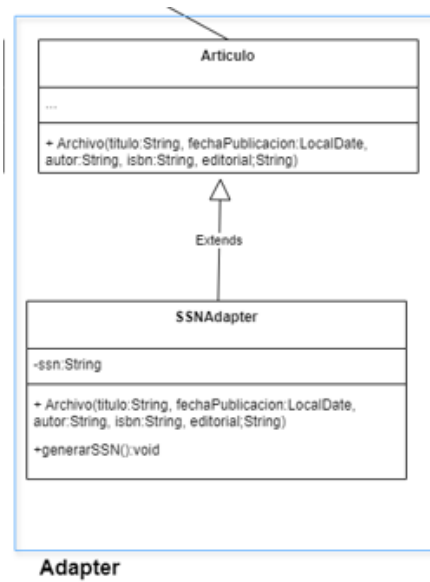 Articulo
...
+ Archivo(titulo:String, fechaPublicacion:LocalDate,
autor:String, isbn:String, editorial;String)
Extends
SSNAdapter
-ssn:String
+ Archivo(titulo:String, fechaPublicacion:LocalDate,
autor:String, isbn:String, editorial;String)
+generarSSN():void
Adapter